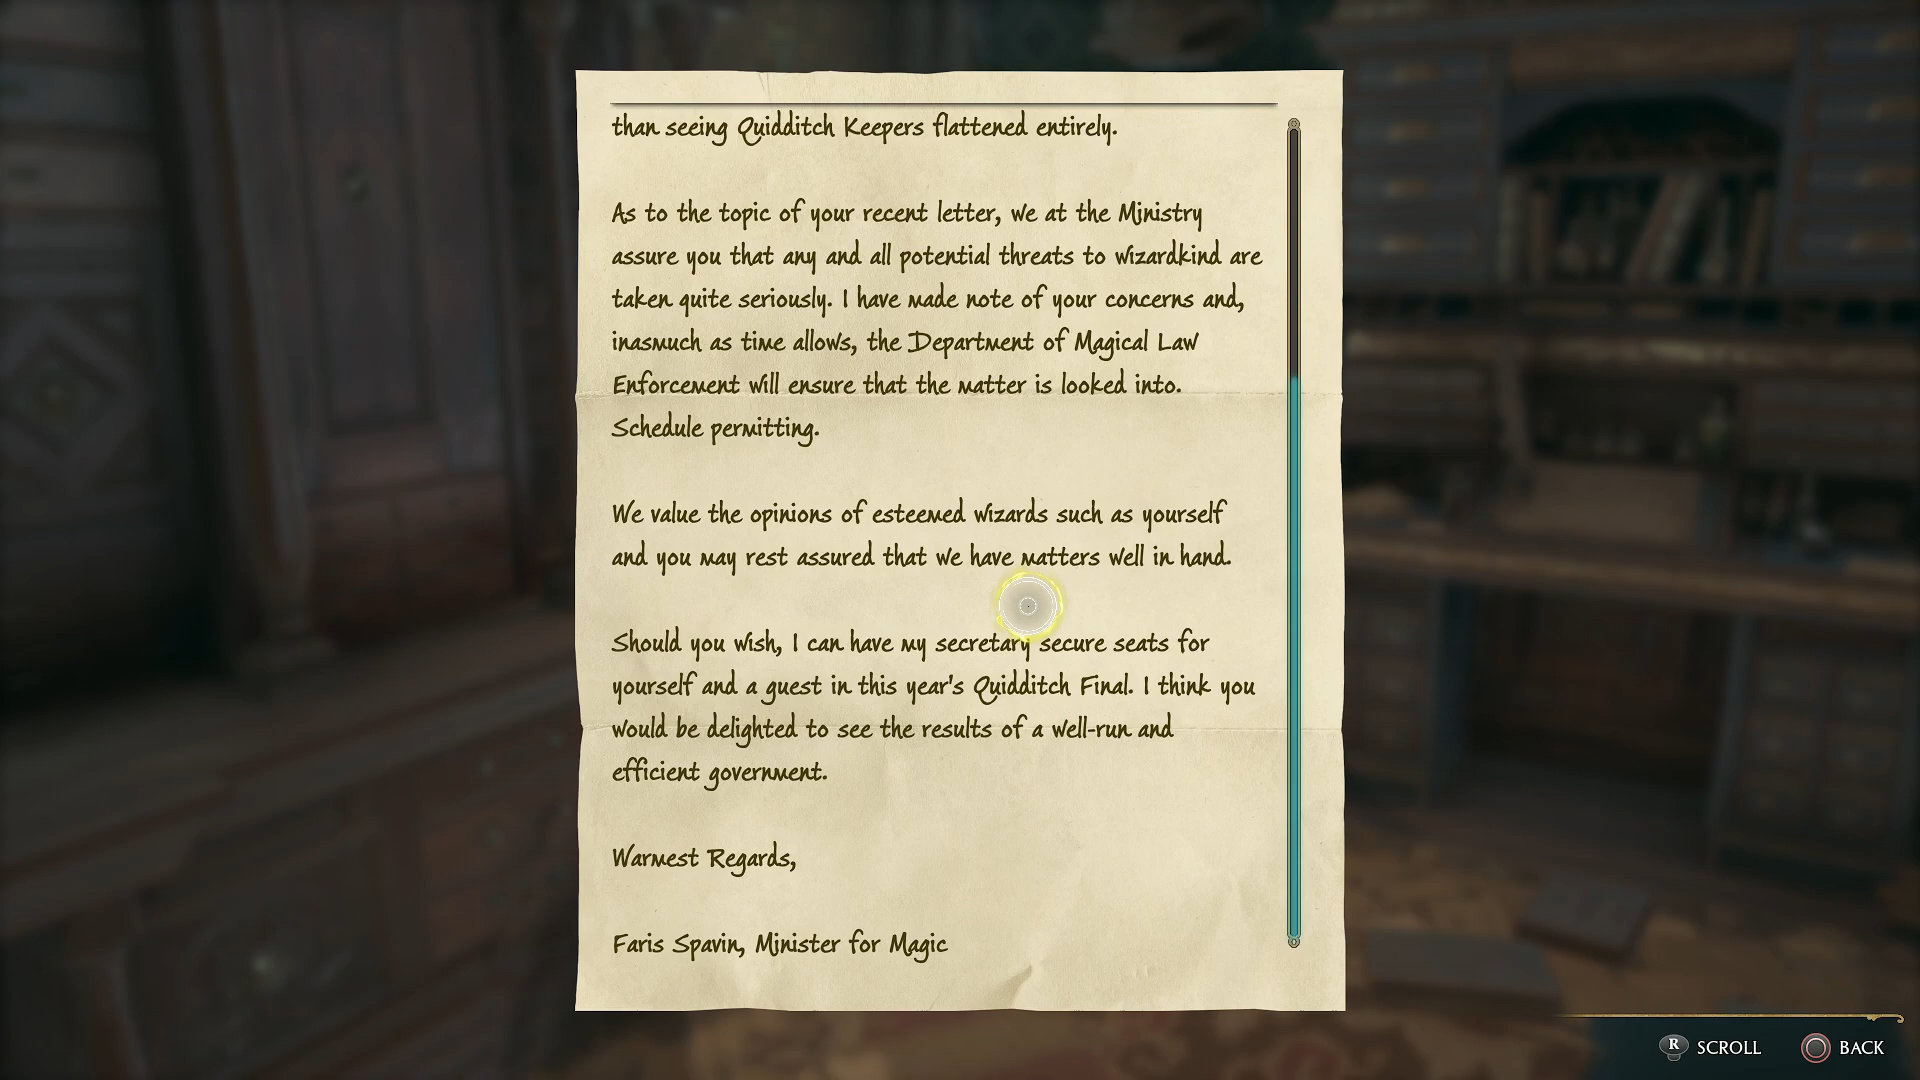 than seeing Quidditch Keepers flattened entirely.
As to the topic of your recent letter, we at the Ministry
assure you that any and all potential threats to wizardkind are
taken quite seriously. I have made note of your concerns and,
inasmuch as time allows, the Department of Magical Law
Enforcement will ensure that the matter is looked into.
Schedule permitting.
We value the opinions of esteemed wizards such as yourself
and you may rest assured that we have matters well in hand.
Should you wish, I can have my secretary secure seats for
yourself and a guest in this year's Quidditch Final. I think you
would be delighted to see the results of a well-run and
efficient government.
Warmest Regards,
Faris Spavin, Minister for Magic
R SCROLL
BACK